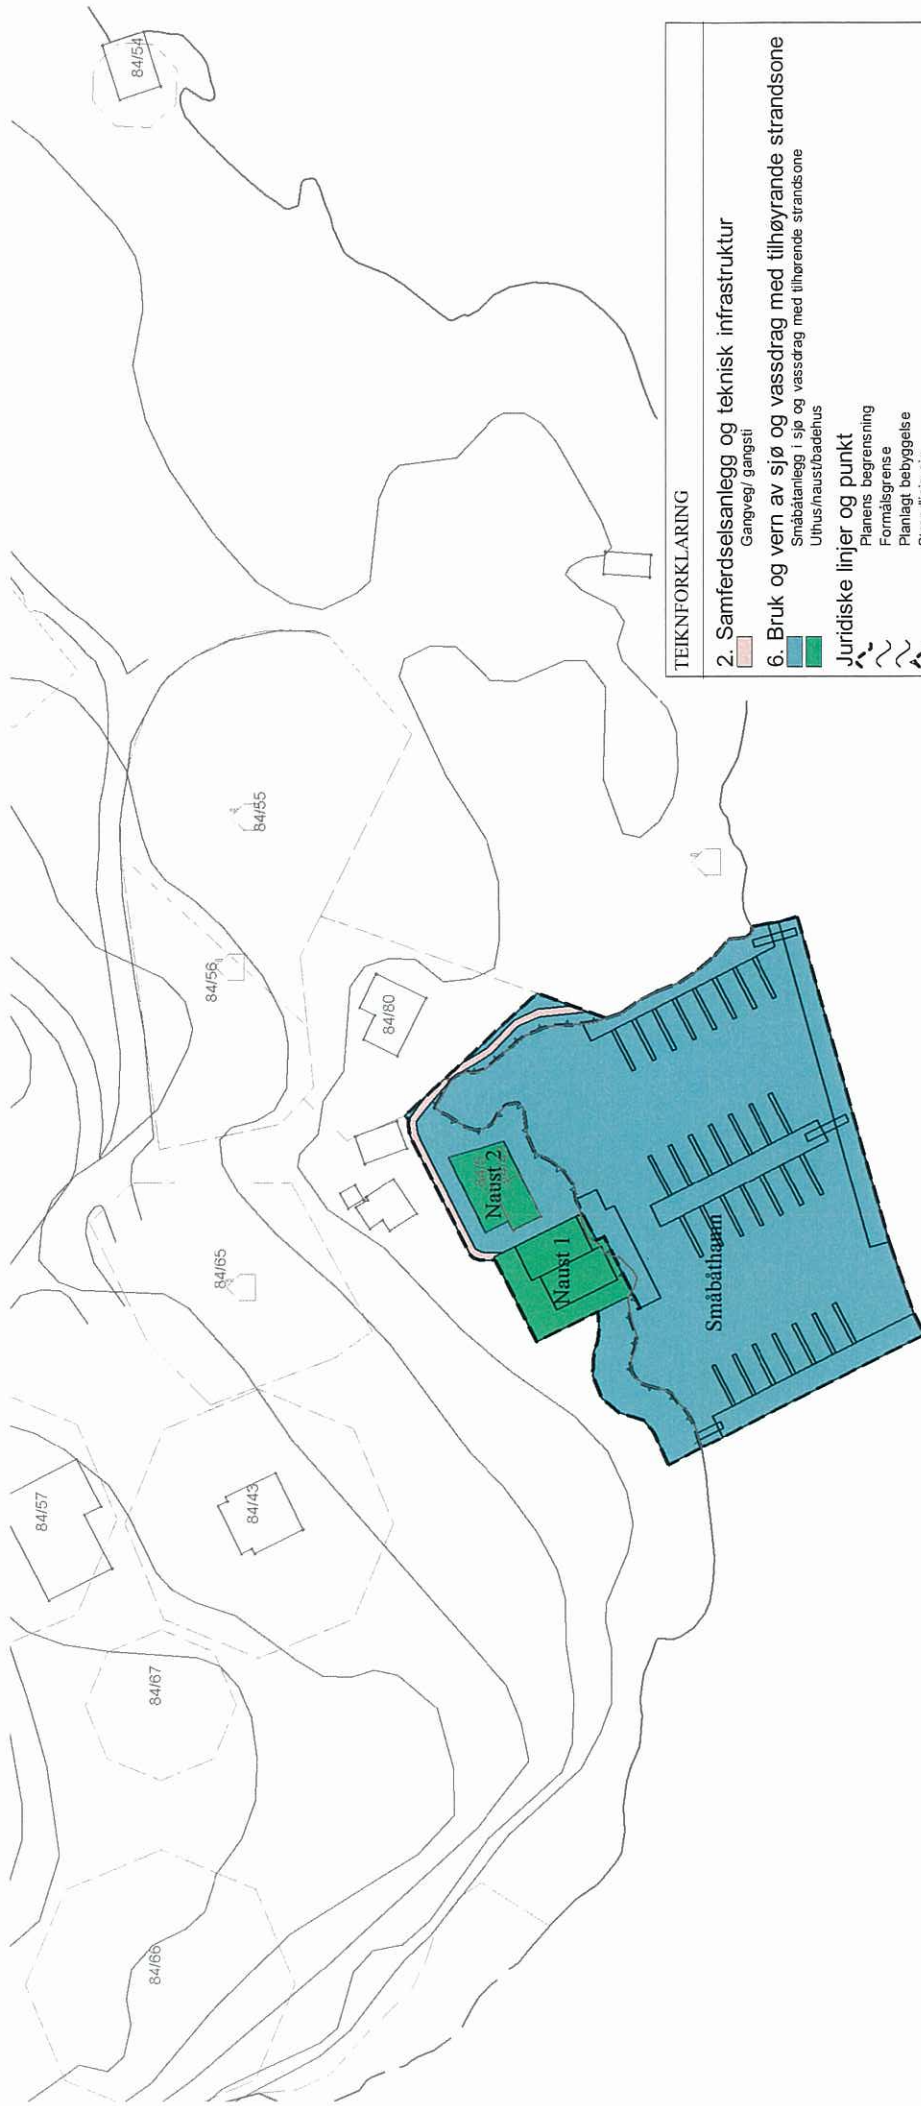 84/54
84/55
84/56
84/80
84/65
84/57
84/43
84/67
84/66
Naust 2
Naust 1
Småbåthamn
TEIKNFORKLARING
2. Samferdselsanlegg og teknisk infrastruktur
Gangveg/ gangsti
6. Bruk og vern av sjø og vassdrag med tilhøyrande strandsone
Småbåtanlegg i sjø og vassdrag med tilhørende strandsone
Uthus/naust/badehus
Juridiske linjer og punkt
Planens begrensning
Formålsgrense
Planlagt bebyggelse